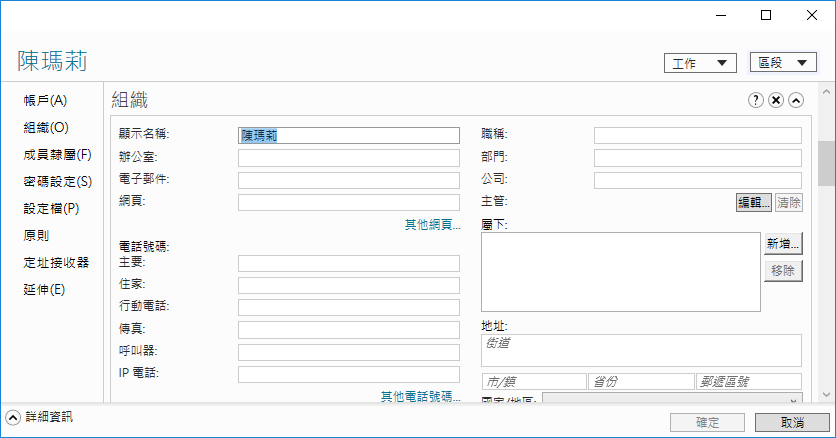 陳瑪莉
工作
區段
帳戶(A)
組織(O)
成員隸屬(F)
密碼設定(S)
設定檔(P)
原則
定址接收器
延伸(E)
組織
顯示名稱:
陳瑪莉
辦公室:
電子郵件:
網頁:
其他網頁...
電話號碼:
主要:
住家:
行動電話:
傳真:
呼叫器:
IP 電話:
其他電話號碼...
職稱:
部門:
公司:
主管:
編輯...
清除
屬下:
新增...
移除
地址:
街道
市/鎮
省份
郵遞區號
國家/地區:
詳細資訊
確定
取消